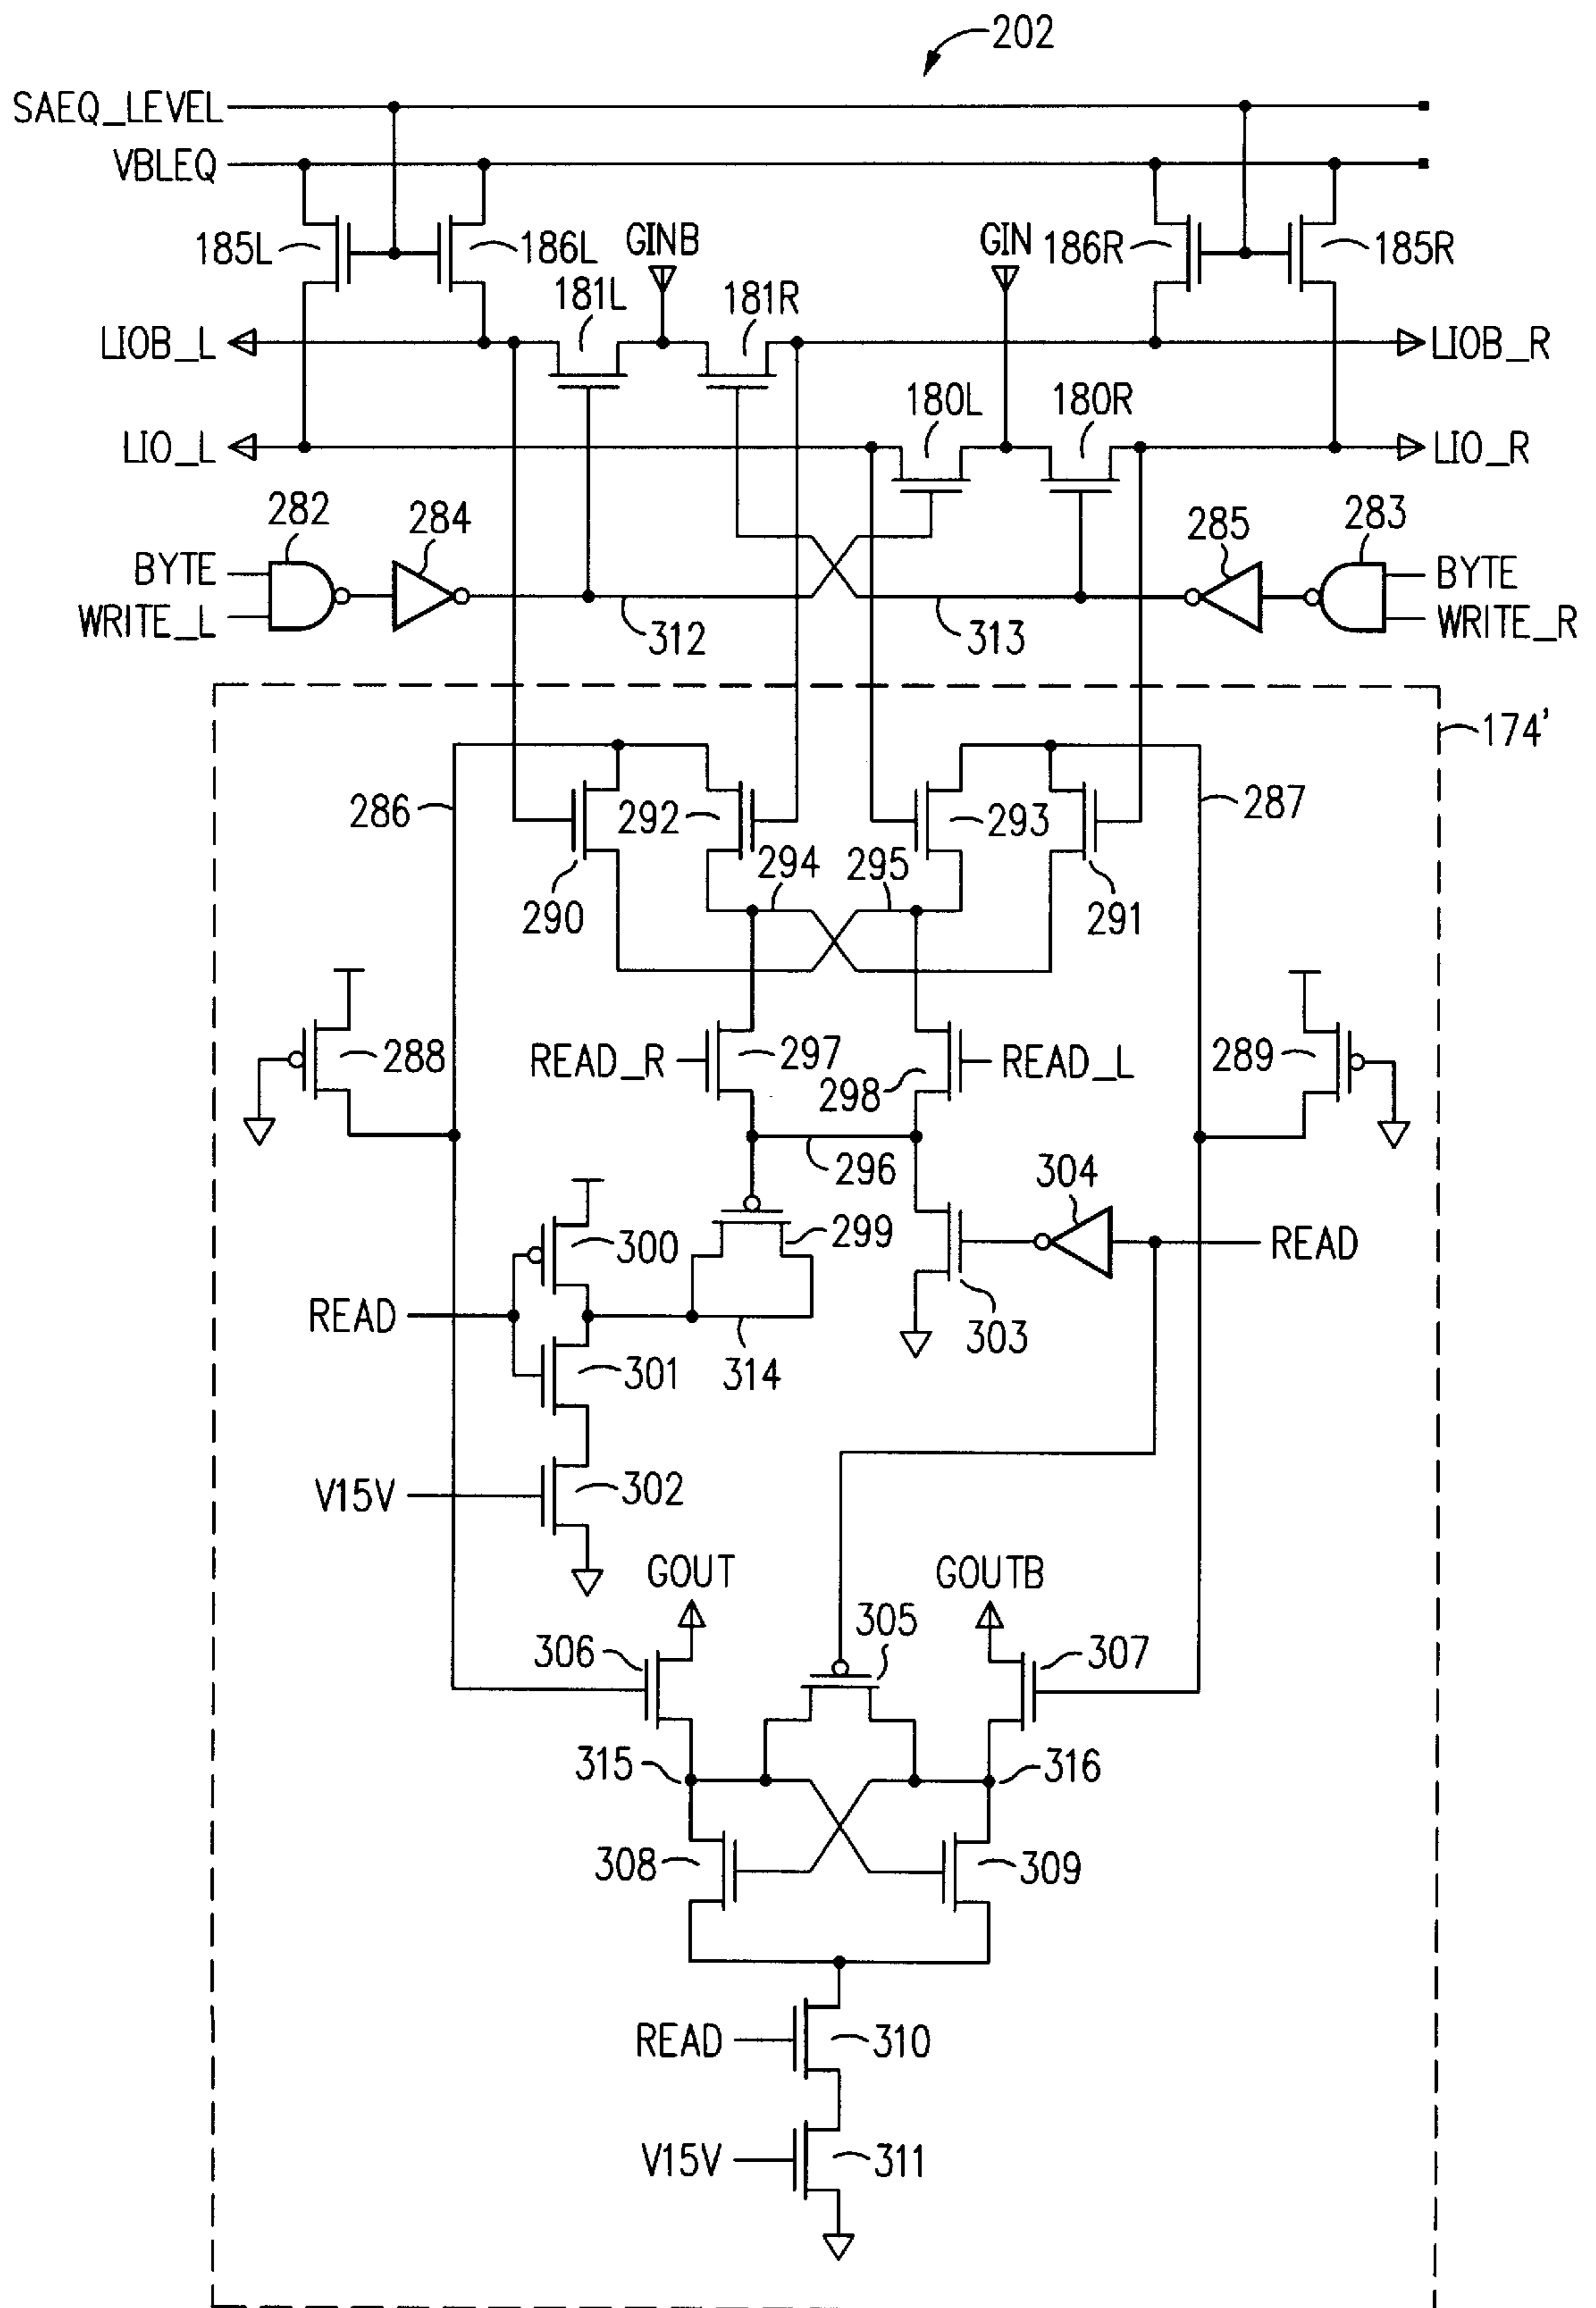 202
SAEQ_LEVEL
VBLEQ
185L 186L GINB GIN 186R 185R
181L 181R
LIOB_L LIOB_R
180L 180R
LIO_L LIO_R
282 284 285 283
BYTE BYTE
WRITE_L WRITE_R
312 313
174'
286 292 293 287
294 295
290 291
288 READ_R 297 298 READ_L 289
296 304
300 299 READ
READ 303
301 314
V15V 302
GOUT GOUTB
306 305 307
315 316
308 309
READ 310
V15V 311